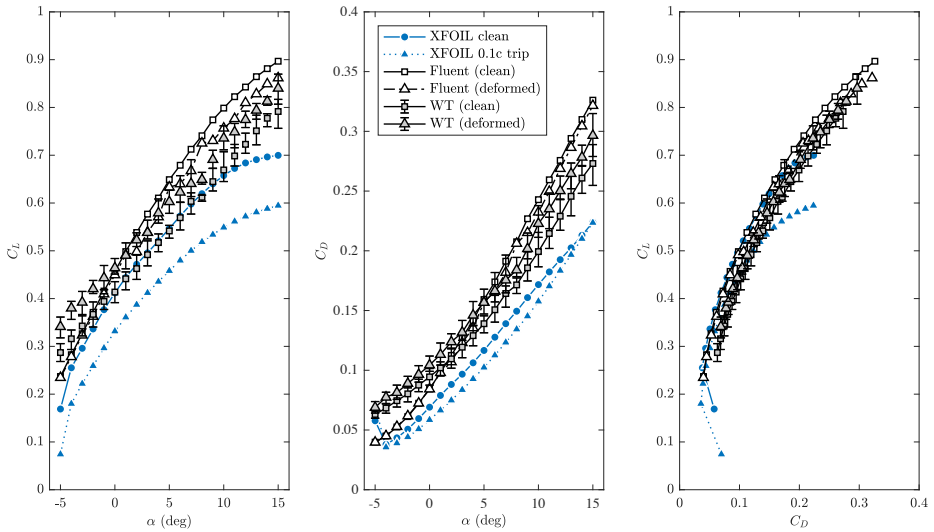 1
0.9
0.8
0.7
0.6
0.5
0.4
0.3
0.2
0.1
0
C_L
-5 0 5 10 15
α (deg)
0.4
0.35
0.3
0.25
0.2
0.15
0.1
0.05
0
C_D
-5 0 5 10 15
α (deg)
XFOIL clean
XFOIL 0.1c trip
Fluent (clean)
Fluent (deformed)
WT (clean)
WT (deformed)
1
0.9
0.8
0.7
0.6
0.5
0.4
0.3
0.2
0.1
0
C_L
0 0.1 0.2 0.3 0.4
C_D